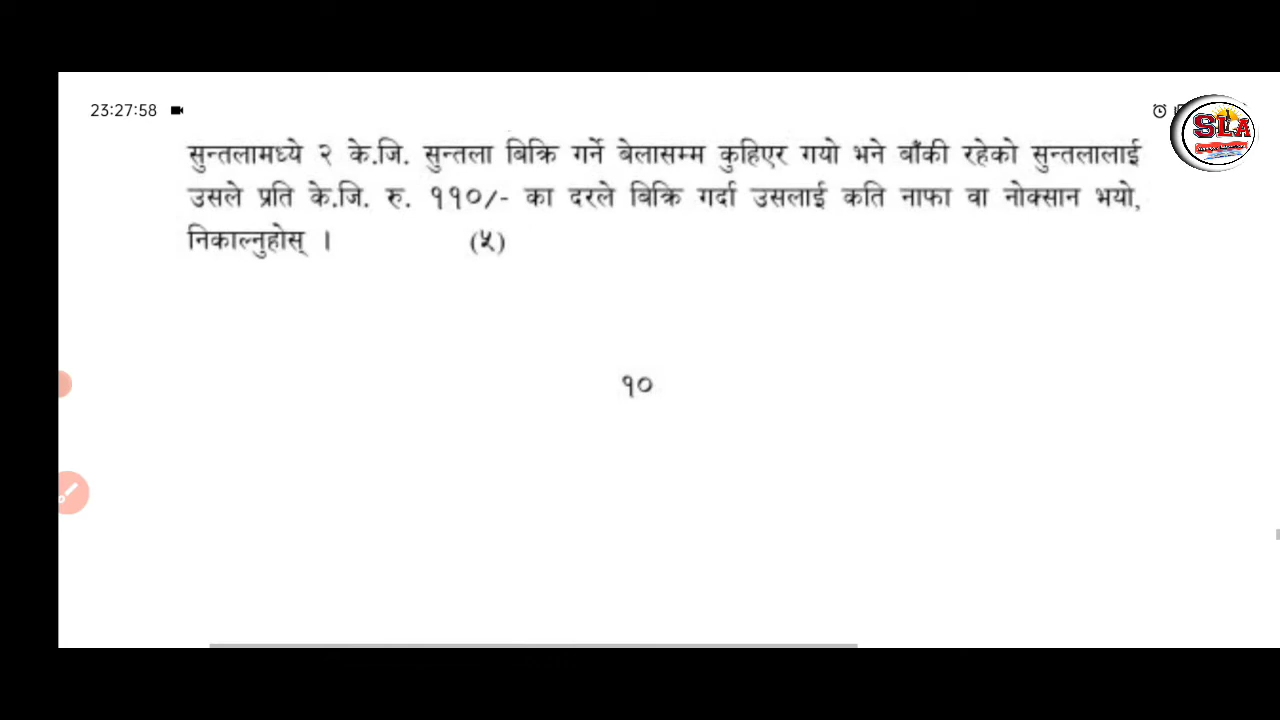 23:27:58
SLA
सुन्तलामध्ये २ के.जि. सुन्तला बिक्रि गर्ने बेलासम्म कुहिएर गयो भने बाँकी रहेको सुन्तलालाई
उसले प्रति के.जि. रु. ११०/- का दरले बिक्रि गर्दा उसलाई कति नाफा वा नोक्सान भयो,
निकाल्नुहोस् । (५)
१०